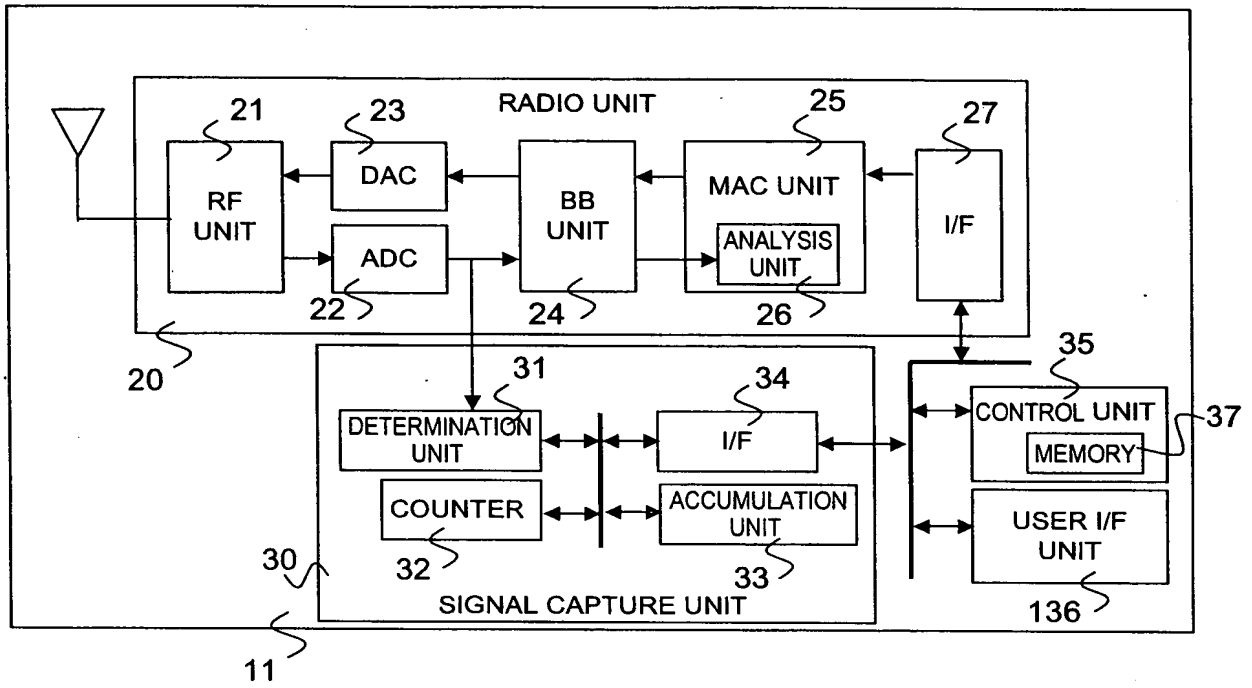 RADIO UNIT
21
23
25
27
RF
UNIT
DAC
ADC
22
BB
UNIT
24
MAC UNIT
ANALYSIS
UNIT
26
I/F
20
31
34
35
DETERMINATION
UNIT
I/F
CONTROL UNIT
MEMORY
37
COUNTER
32
ACCUMULATION
UNIT
33
USER I/F
UNIT
136
30
SIGNAL CAPTURE UNIT
11